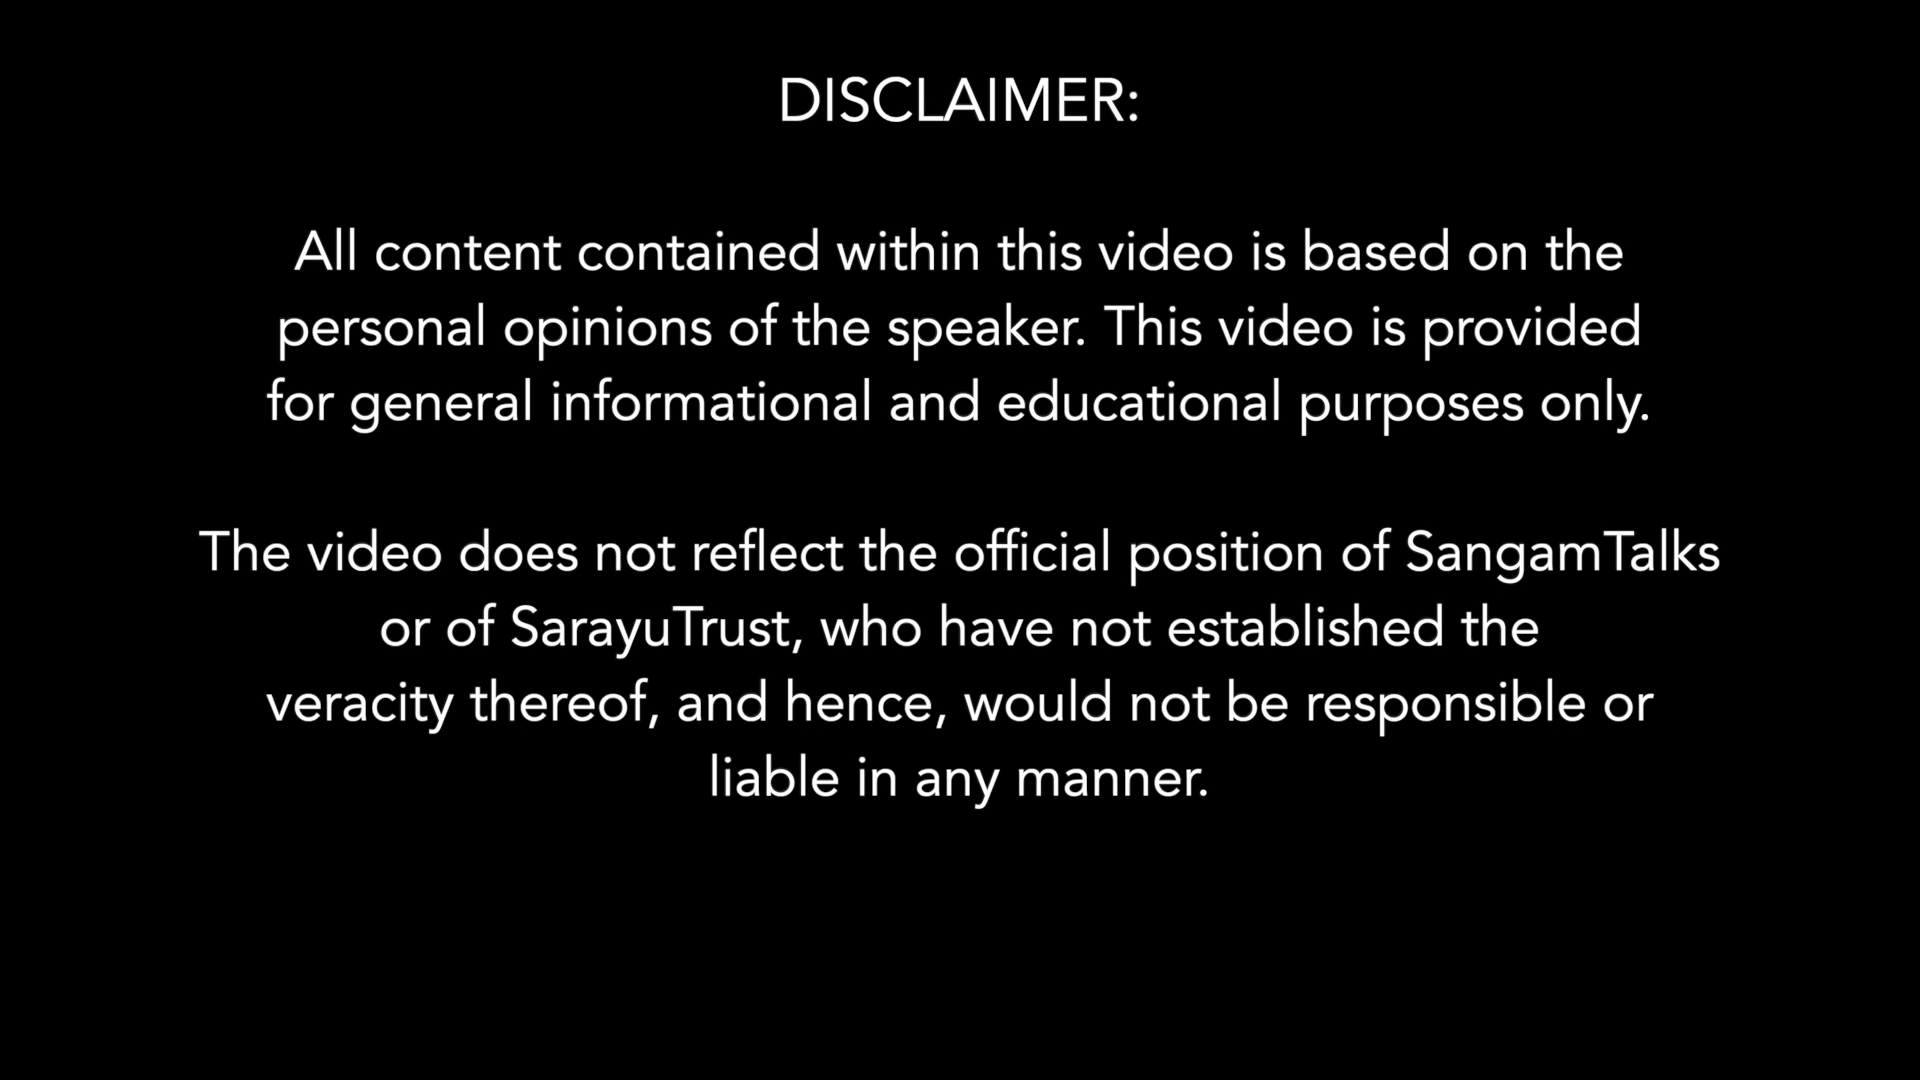 DISCLAIMER:
All content contained within this video is based on the
personal opinions of the speaker. This video is provided
for general informational and educational purposes only.
The video does not reflect the official position of SangamTalks
or of SarayuTrust, who have not established the
veracity thereof, and hence, would not be responsible or
liable in any manner.